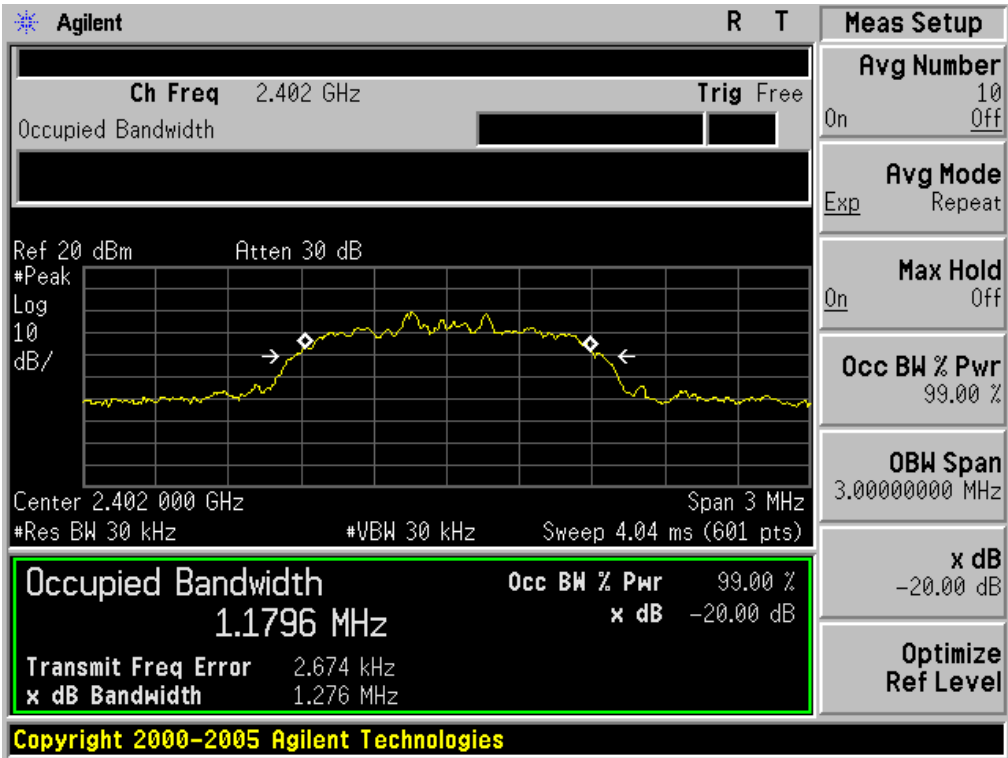 Agilent R T
Meas Setup
Ch Freq 2.402 GHz Trig Free
Occupied Bandwidth
Avg Number
10
On Off
Avg Mode
Exp Repeat
Max Hold
On Off
Occ BW % Pwr
99.00 %
OBW Span
3.00000000 MHz
x dB
-20.00 dB
Optimize
Ref Level
Ref 20 dBm Atten 30 dB
#Peak
Log
10
dB/
Center 2.402 000 GHz Span 3 MHz
#Res BW 30 kHz #VBW 30 kHz Sweep 4.04 ms (601 pts)
Occupied Bandwidth Occ BW % Pwr 99.00 %
1.1796 MHz x dB -20.00 dB
Transmit Freq Error 2.674 kHz
x dB Bandwidth 1.276 MHz
Copyright 2000-2005 Agilent Technologies